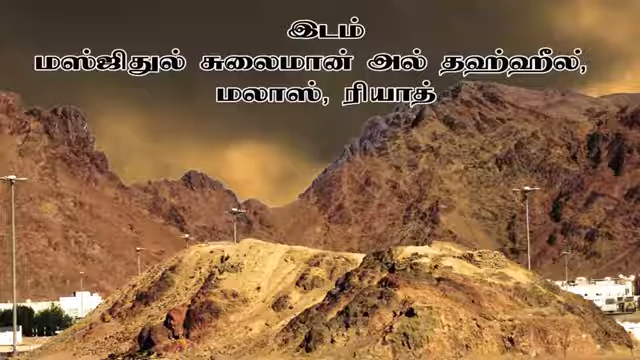 இடம்
மஸ்ஜிதுல் சுலைமான் அல் தஹ்ஹீல்,
மலாஸ், ரியாத்